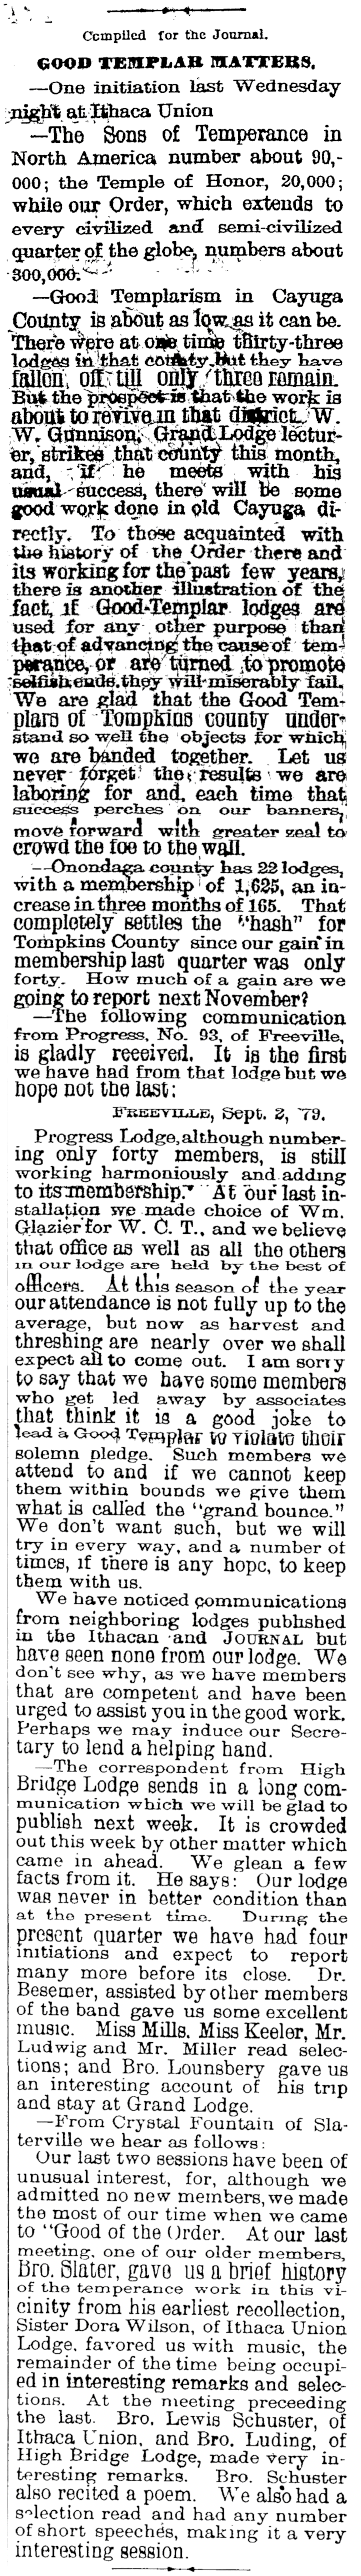 Compiled for the Journal.
GOOD TEMPLAR MATTERS.
—One initiation last Wednesday
night at Ithaca Union
—The Sons of Temperance in
North America number about 90,-
000; the Temple of Honor, 20,000;
while our Order, which extends to
every civilized and semi-civilized
quarter of the globe, numbers about
300,000.
—Good Templarism in Cayuga
County is about as low as it can be.
There were at one time thirty-three
lodges in that county but they have
fallen off till only three remain.
But the prospect is that the work is
about to revive in that district. W.
W. Gunnison, Grand Lodge lectur-
er, strikes that county this month,
and, if he meets with his
usual success, there will be some
good work done in old Cayuga di-
rectly. To those acquainted with
the history of the Order there and
its working for the past few years,
there is another illustration of the
fact, if Good-Templar lodges are
used for any other purpose than
that of advancing the cause of tem-
perance, or are turned to promote
selfish ends they will miserably fail.
We are glad that the Good Tem-
plars of Tompkins county under-
stand so well the objects for which
we are banded together. Let us
never forget the results we are
laboring for and, each time that
success perches on our banners,
move forward with greater zeal to
crowd the foe to the wall.
—Onondaga county has 22 lodges,
with a membership of 1,625, an in-
crease in three months of 165. That
completely settles the "hash" for
Tompkins County since our gain in
membership last quarter was only
forty. How much of a gain are we
going to report next November?
—The following communication
from Progress, No. 93, of Freeville,
is gladly reeeived. It is the first
we have had from that lodge but we
hope not the last:
FREEVILLE, Sept. 2, '79.
Progress Lodge, although number-
ing only forty members, is still
working harmoniously and adding
to its membership. At our last in-
stallation we made choice of Wm.
Glazier for W. C. T., and we believe
that office as well as all the others
in our lodge are held by the best of
officers. At this season of the year
our attendance is not fully up to the
average, but now as harvest and
threshing are nearly over we shall
expect all to come out. I am sorry
to say that we have some members
who get led away by associates
that think it is a good joke to
lead a Good Templar to violate their
solemn pledge. Such members we
attend to and if we cannot keep
them within bounds we give them
what is called the "grand bounce."
We don't want such, but we will
try in every way, and a number of
times, if there is any hope, to keep
them with us.
We have noticed communications
from neighboring lodges published
in the Ithacan and JOURNAL but
have seen none from our lodge. We
don't see why, as we have members
that are competent and have been
urged to assist you in the good work.
Perhaps we may induce our Secre-
tary to lend a helping hand.
—The correspondent from High
Bridge Lodge sends in a long com-
munication which we will be glad to
publish next week. It is crowded
out this week by other matter which
came in ahead. We glean a few
facts from it. He says: Our lodge
was never in better condition than
at the present time. During the
present quarter we have had four
initiations and expect to report
many more before its close. Dr.
Besemer, assisted by other members
of the band gave us some excellent
music. Miss Mills, Miss Keeler, Mr.
Ludwig and Mr. Miller read selec-
tions; and Bro. Lounsbery gave us
an interesting account of his trip
and stay at Grand Lodge.
—From Crystal Fountain of Sla-
terville we hear as follows:
Our last two sessions have been of
unusual interest, for, although we
admitted no new members, we made
the most of our time when we came
to "Good of the Order. At our last
meeting, one of our older members,
Bro. Slater, gave us a brief history
of the temperance work in this vi-
cinity from his earliest recollection,
Sister Dora Wilson, of Ithaca Union
Lodge, favored us with music, the
remainder of the time being occupi-
ed in interesting remarks and selec-
tions. At the meeting preceeding
the last. Bro. Lewis Schuster, of
Ithaca Union, and Bro. Luding, of
High Bridge Lodge, made very in-
teresting remarks. Bro. Schuster
also recited a poem. We also had a
selection read and had any number
of short speeches, making it a very
interesting session.